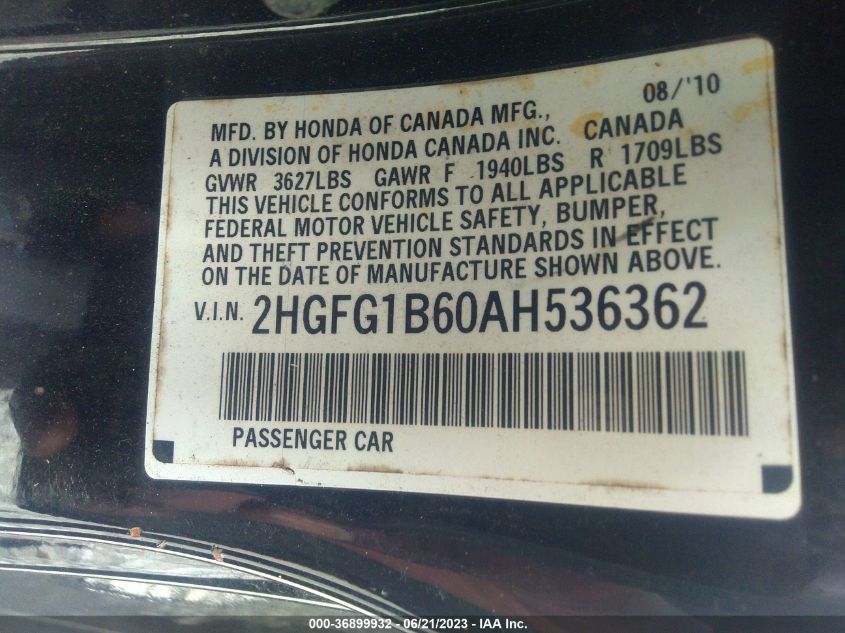 08/'10
MFD. BY HONDA OF CANADA MFG.,
A DIVISION OF HONDA CANADA INC. CANADA
GVWR 3627LBS GAWR F 1940LBS R 1709LBS
THIS VEHICLE CONFORMS TO ALL APPLICABLE
FEDERAL MOTOR VEHICLE SAFETY, BUMPER,
AND THEFT PREVENTION STANDARDS IN EFFECT
ON THE DATE OF MANUFACTURE SHOWN ABOVE.
V.I.N. 2HGFG1B60AH536362
PASSENGER CAR
000-36899932 - 06/21/2023 - IAA Inc.